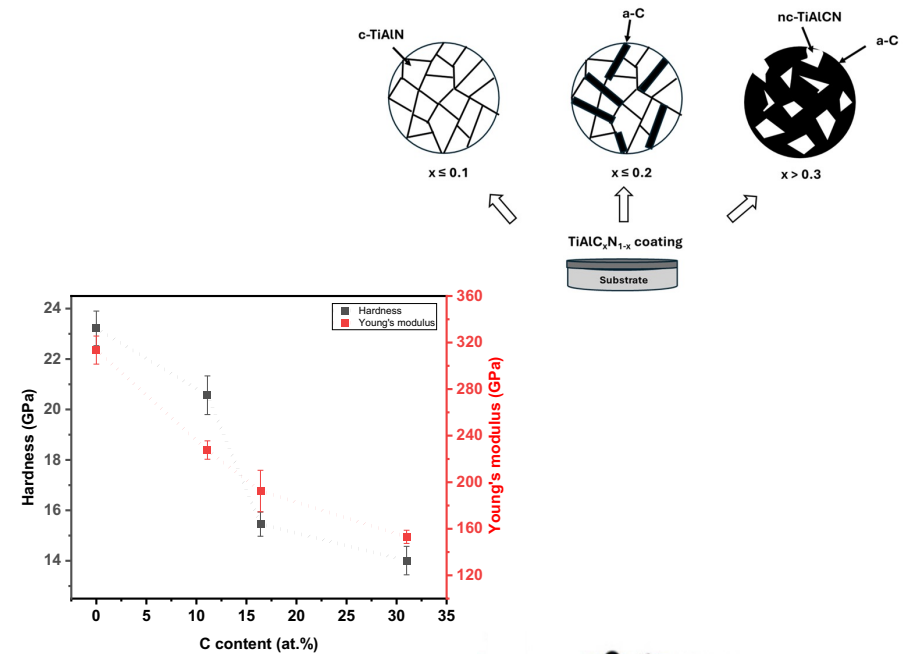 c-TiAlN
a-C
nc-TiAlCN
a-C
x ≤ 0.1
x ≤ 0.2
x > 0.3
TiAlCxN1-x coating
Substrate
Hardness
Young's modulus
24
22
20
18
16
14
Hardness (GPa)
360
320
280
240
200
160
120
Young's modulus (GPa)
0 5 10 15 20 25 30 35
C content (at.%)